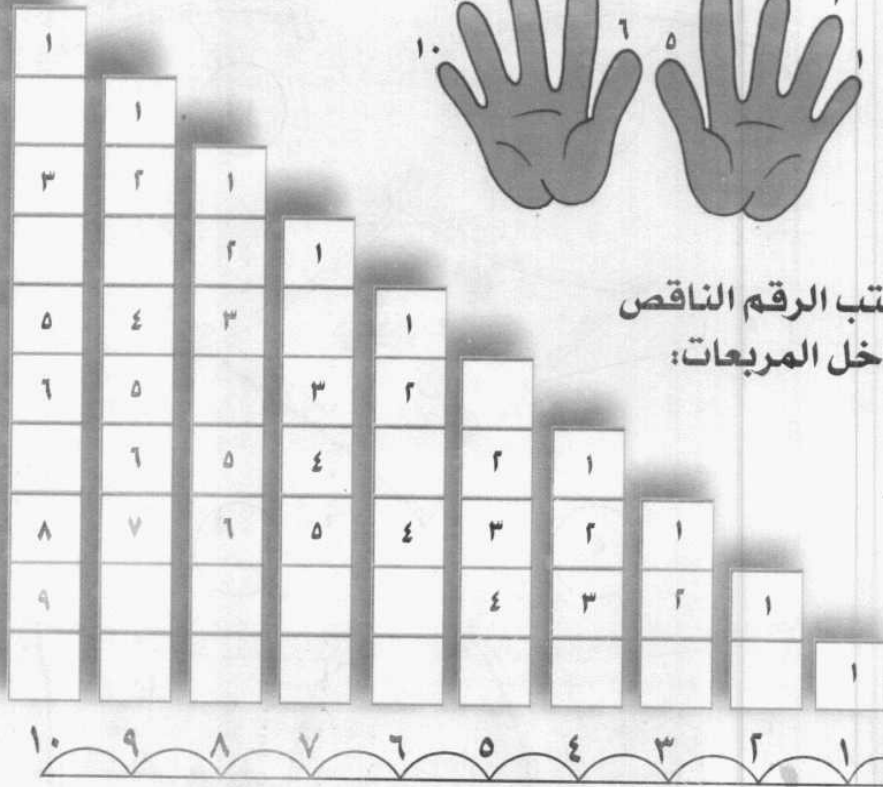 ١ ٥ ٦ ١٠
تب الرقم الناقص
خل المربعات:
١
١
١ ٢ ٣
١ ٢
١ ٣ ٤ ٥
٢ ٣ ٥ ٦
١ ٢ ٤ ٥ ٦
١ ٢ ٣ ٤ ٥ ٦ ٧ ٨
١ ٢ ٣ ٤ ٩
١
١ ٢ ٣ ٤ ٥ ٦ ٧ ٨ ٩ ١٠